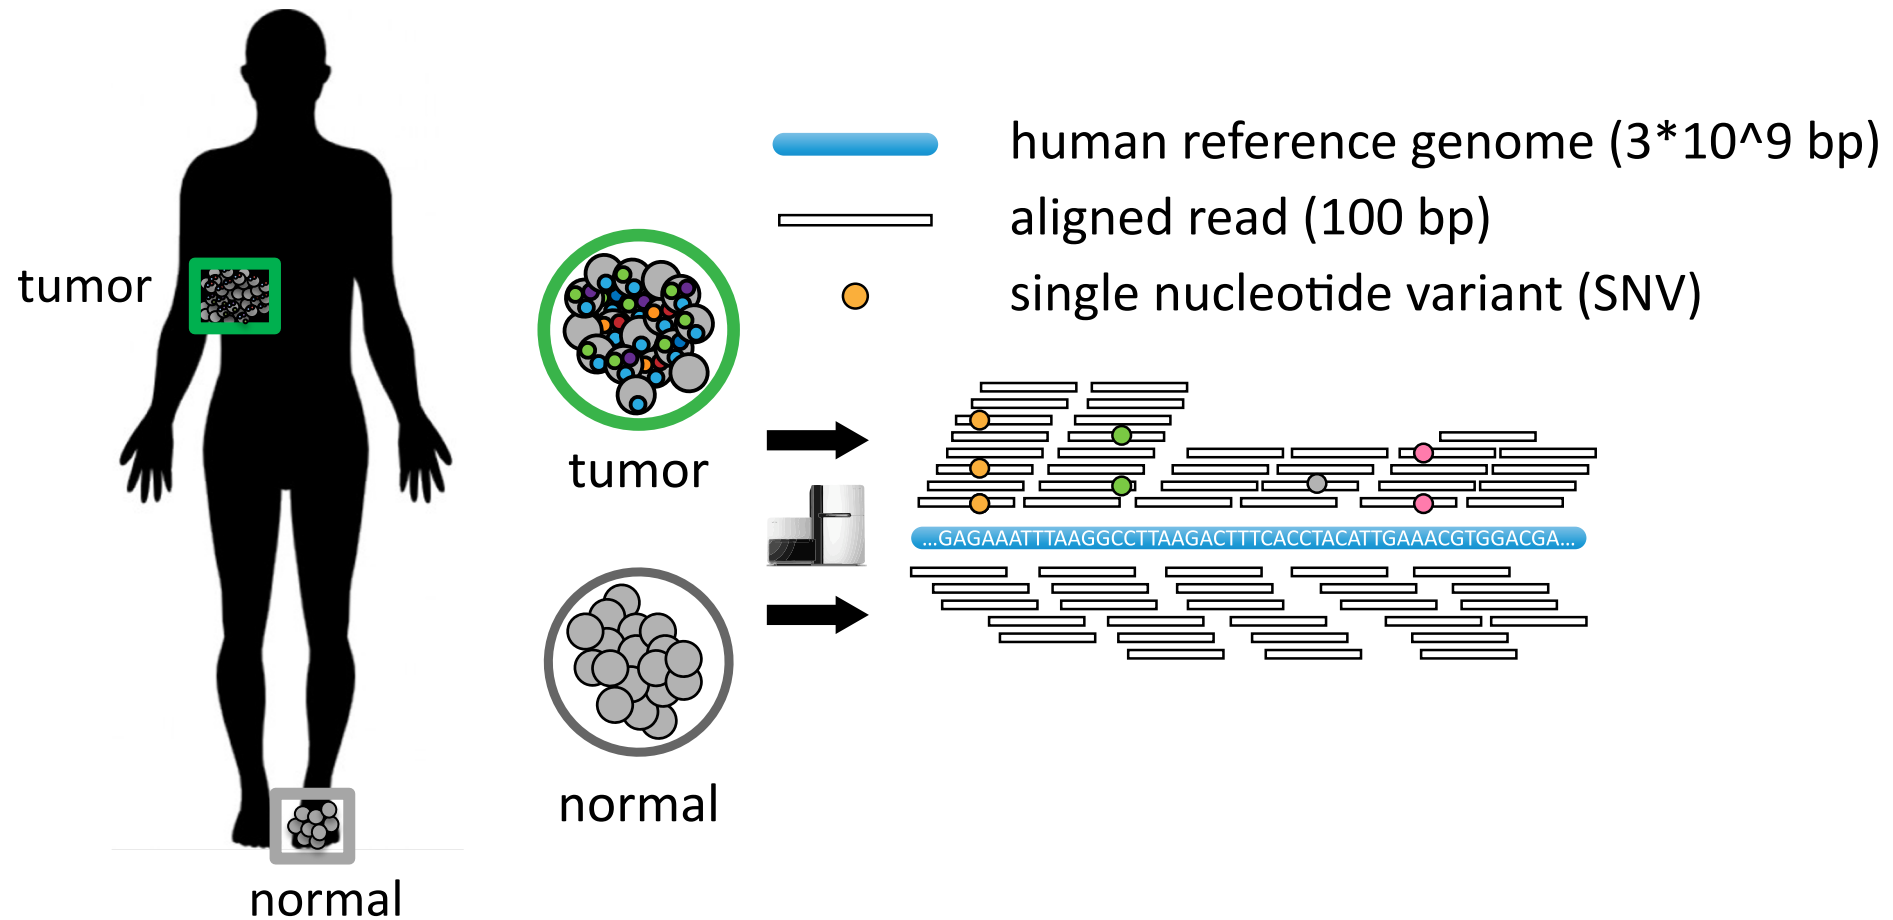 human reference genome (3*10^9 bp)
aligned read (100 bp)
single nucleotide variant (SNV)
tumor
tumor
...GAGAAATTTAAGGCCTTAAGACTTTCACCTACATTGAAACGTGGACGA...
normal
normal